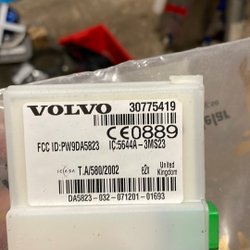 VOLVO 30775419
CE0889
FCC ID:PW9DA5823 IC:5644A-3MS23
T.A/580/2002
United
Kingdom
DA5823-032-071201-01693